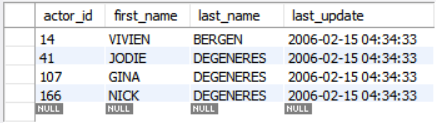 actor_id first_name last_name last_update
14 VIVIEN BERGEN 2006-02-15 04:34:33
41 JODIE DEGENERES 2006-02-15 04:34:33
107 GINA DEGENERES 2006-02-15 04:34:33
166 NICK DEGENERES 2006-02-15 04:34:33
NULL NULL NULL NULL